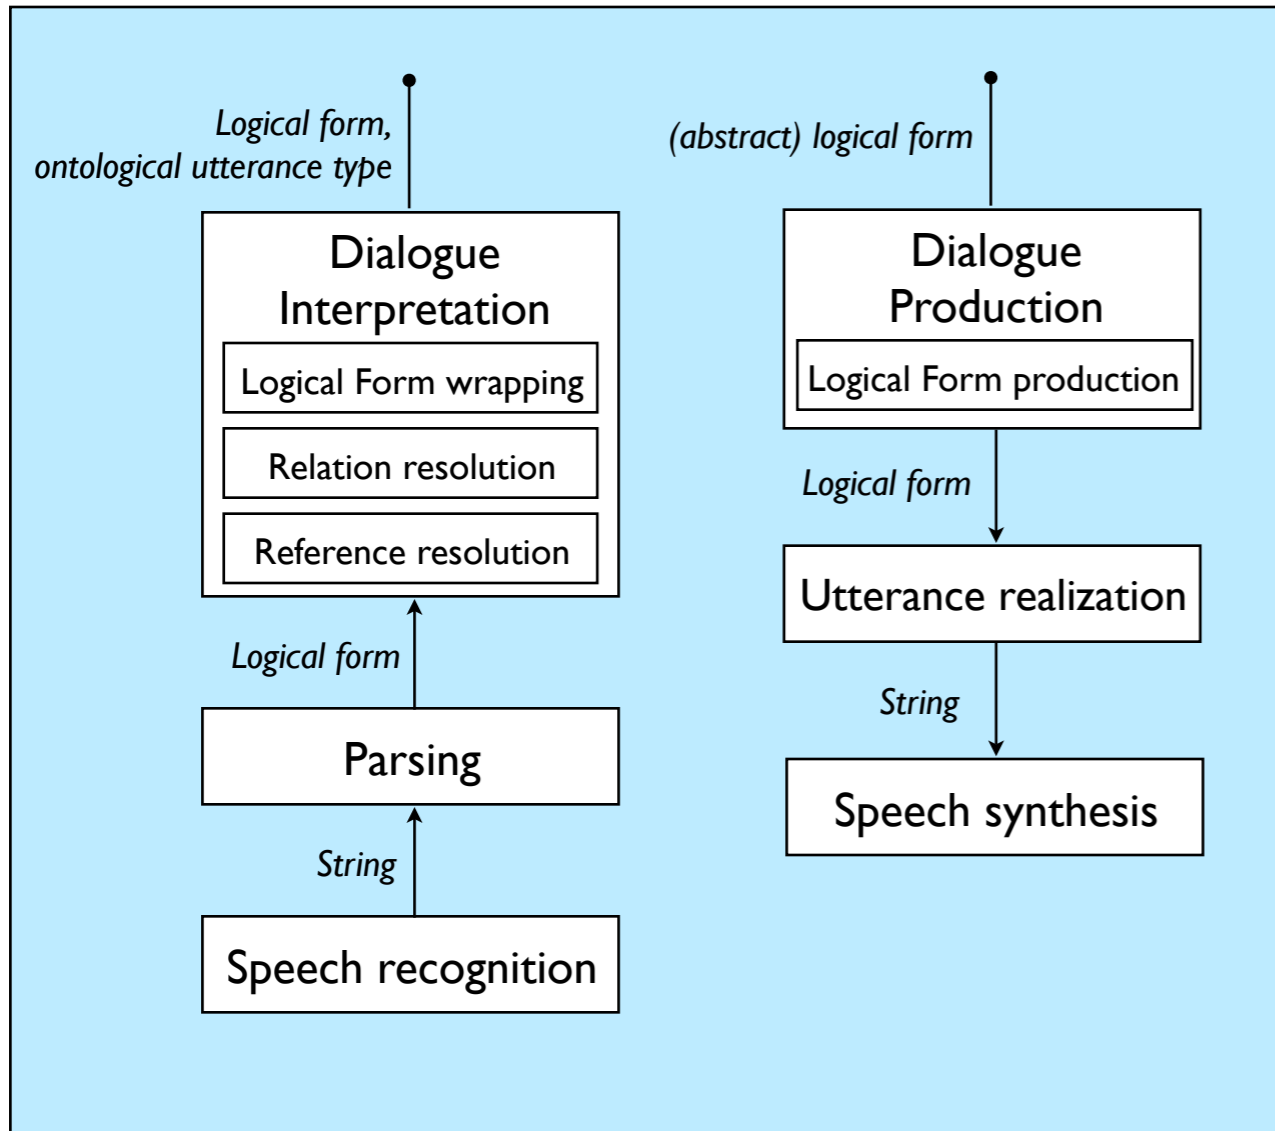 Logical form,
ontological utterance type
Dialogue
Interpretation
Logical Form wrapping
Relation resolution
Reference resolution
Logical form
Parsing
String
Speech recognition
(abstract) logical form
Dialogue
Production
Logical Form production
Logical form
Utterance realization
String
Speech synthesis